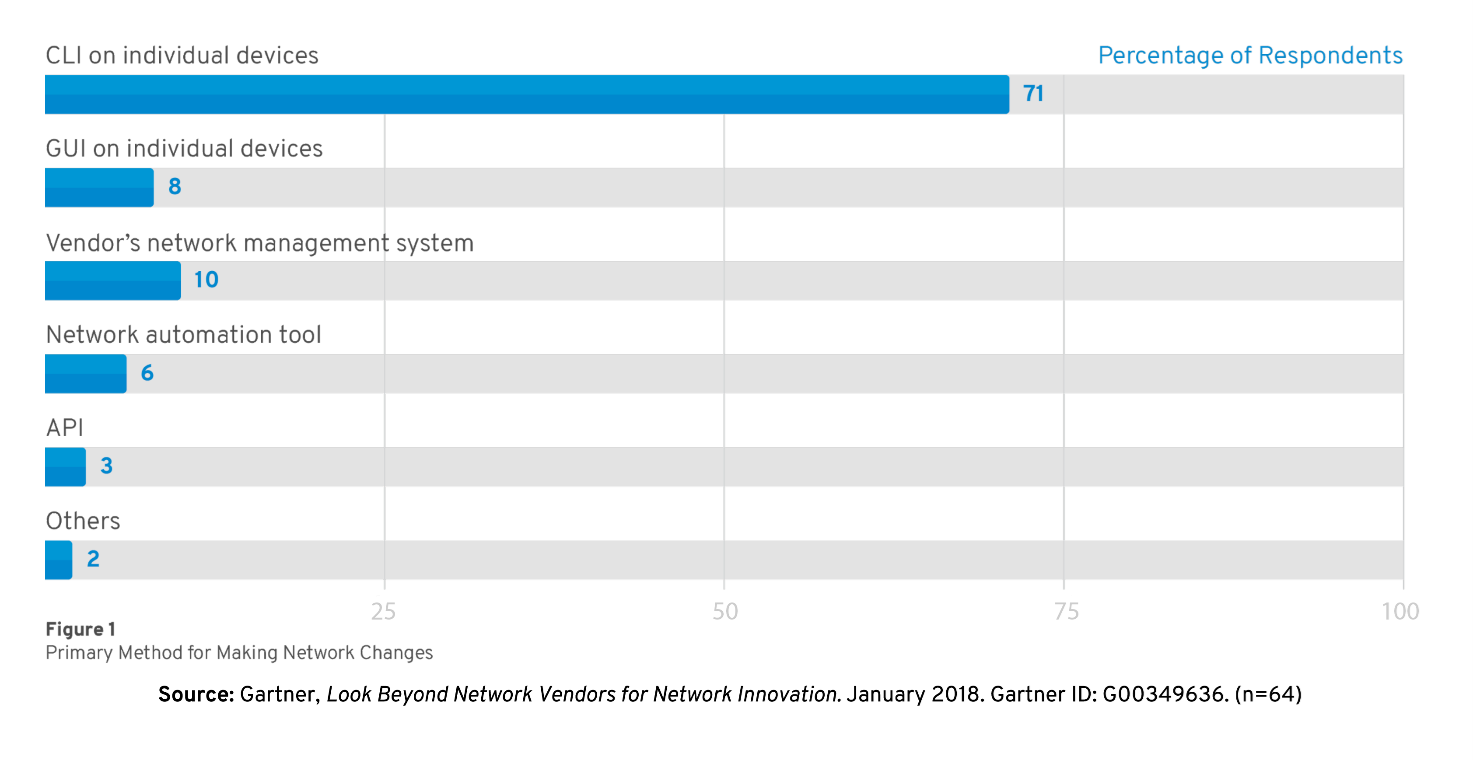 CLI on individual devices
Percentage of Respondents
71
GUI on individual devices
8
Vendor’s network management system
10
Network automation tool
6
API
3
Others
2
25 50 75 100
Figure 1
Primary Method for Making Network Changes
Source: Gartner, Look Beyond Network Vendors for Network Innovation. January 2018. Gartner ID: G00349636. (n=64)